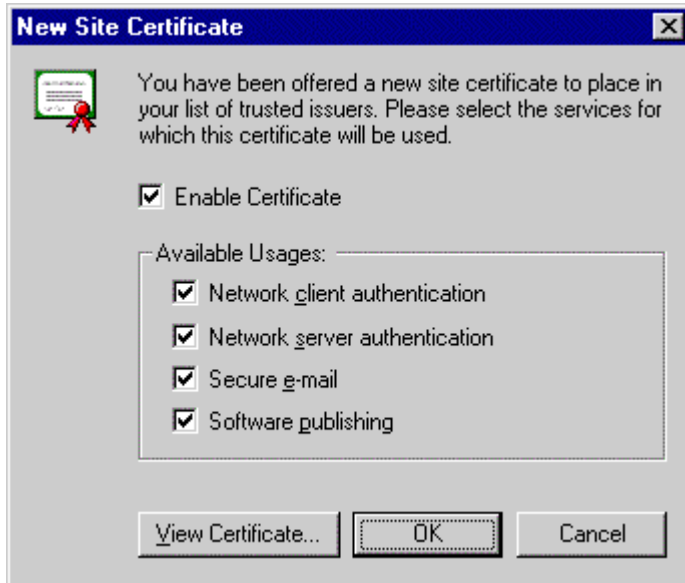 New Site Certificate
You have been offered a new site certificate to place in
your list of trusted issuers. Please select the services for
which this certificate will be used.
Enable Certificate
Available Usages:
Network client authentication
Network server authentication
Secure e-mail
Software publishing
View Certificate... OK Cancel